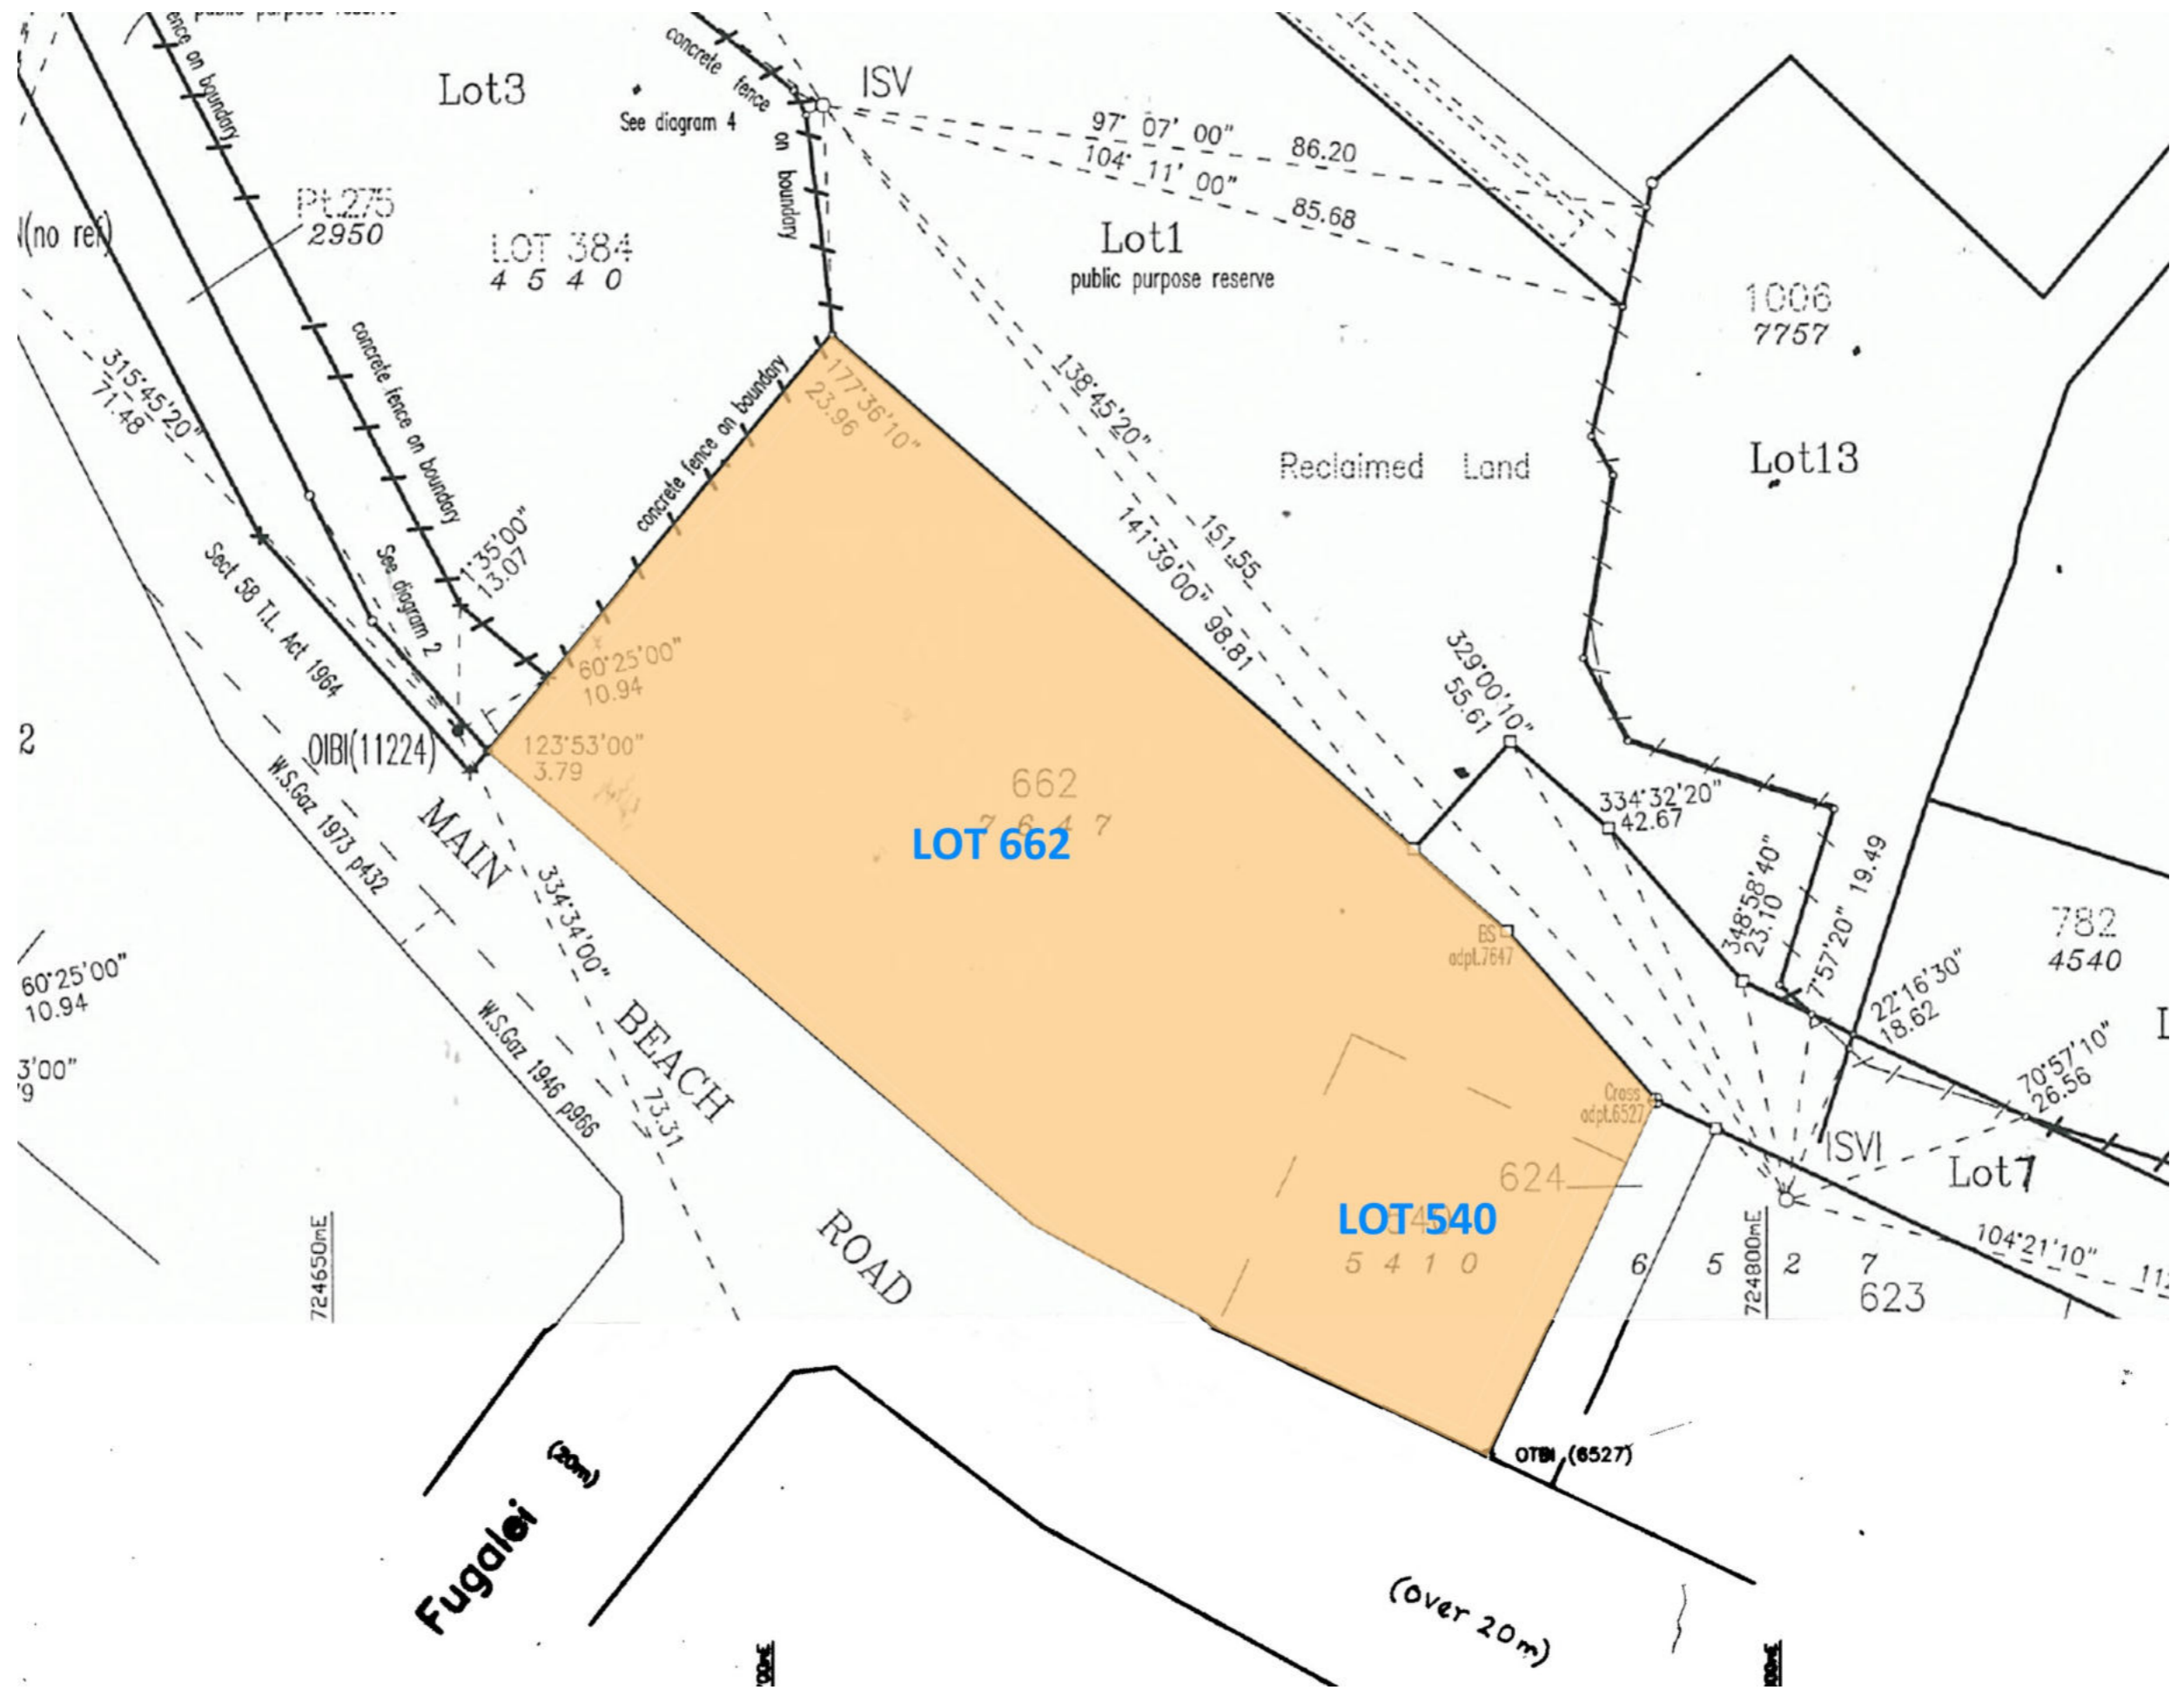 public purpose reserve
fence on boundary
Lot3
concrete fence on boundary
See diagram 4
ISV
97° 07' 00"
86.20
104° 11' 00"
85.68
Pt.275
2950
(no ref)
LOT 384
4 5 4 0
Lot1
public purpose reserve
1006
7757
315°45'20"
71.48
concrete fence on boundary
concrete fence on boundary
177°36'10"
23.96
138°45'20"
151.55
Reclaimed Land
Lot13
141°39'00"
98.81
1°35'00"
13.07
Sect 58 T.L. Act 1964
See diagram 2
60°25'00"
10.94
329°00'10"
55.61
2
OIBI(11224)
123°53'00"
3.79
662
7 6 4 7
LOT 662
334°32'20"
42.67
W.S.Gaz 1973 p432
MAIN
334°34'00"
73.31
348°58'40"
23.10
19.49
7°57'20"
782
4540
BS
adpt.7647
60°25'00"
10.94
22°16'30"
18.62
W.S.Gaz 1946 p966
BEACH
3'00"
'9
Cross
adpt.6527
70°57'10"
26.56
ISVI
Lot7
624
LOT 540
5 4 1 0
724650mE
ROAD
6 5 2 7
724800mE
104°21'10"
623
(6527)
Fugalei
(20m)
(over 20m)